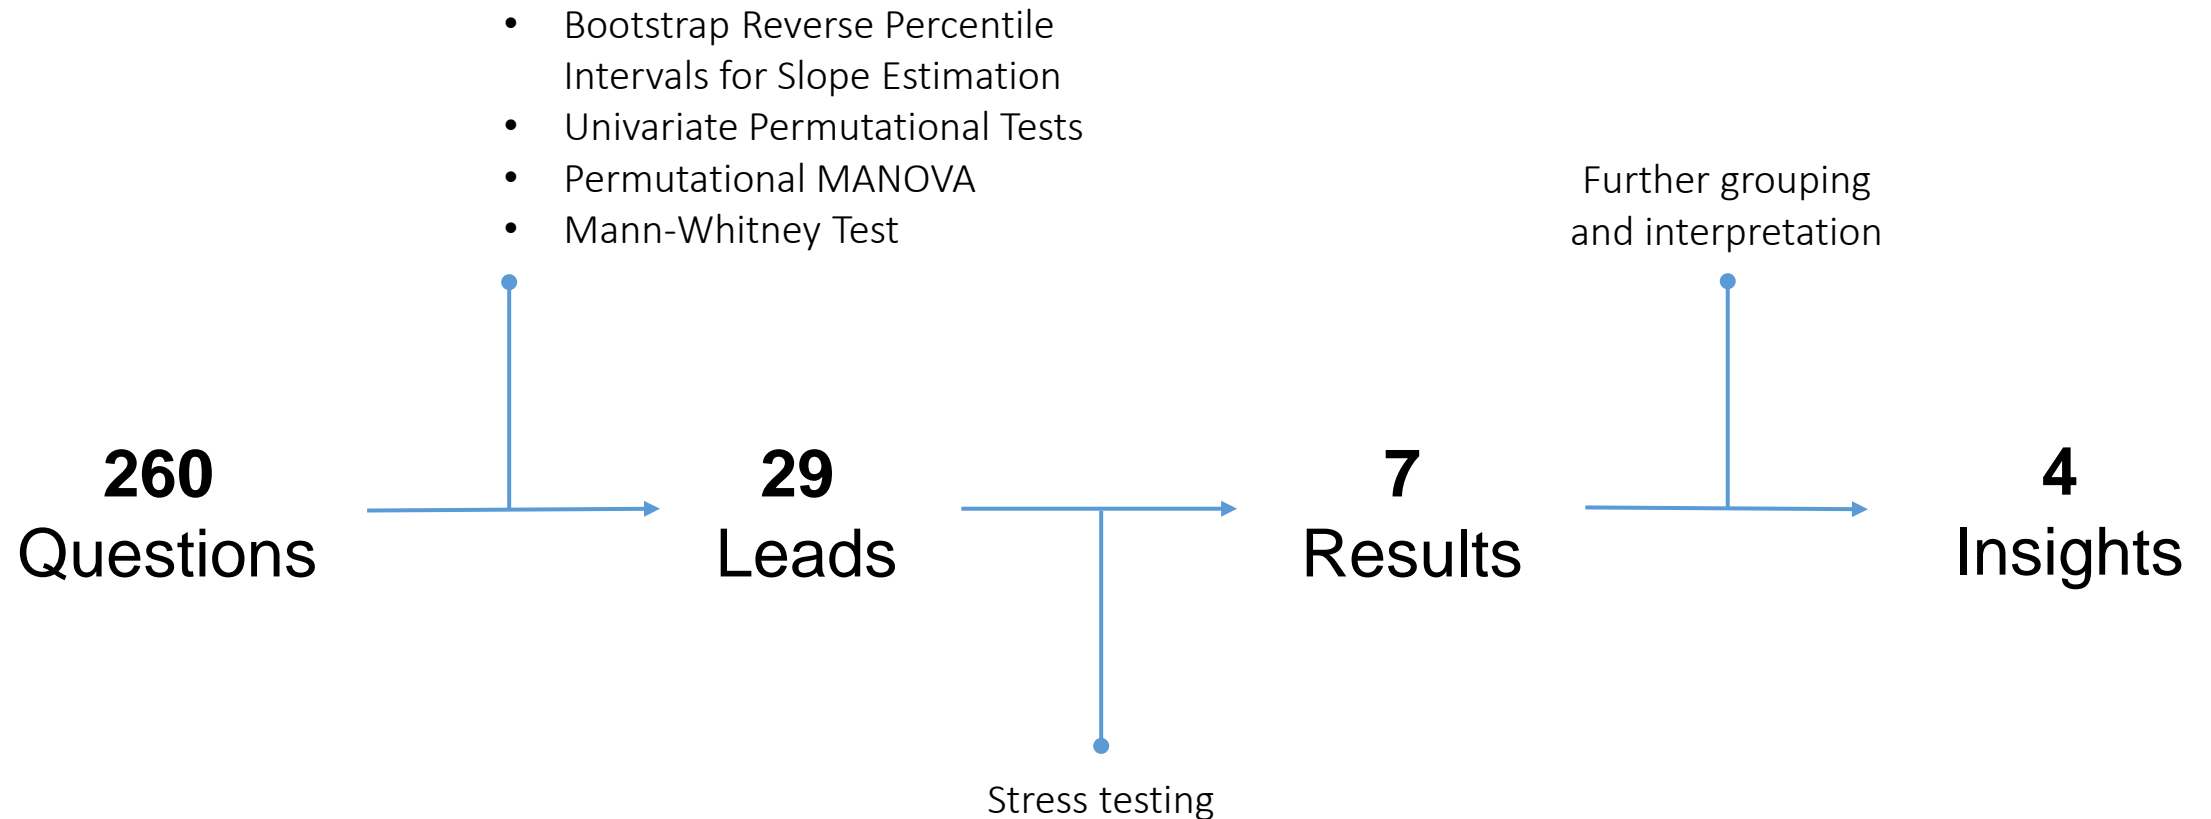 • Bootstrap Reverse Percentile
Intervals for Slope Estimation
• Univariate Permutational Tests
• Permutational MANOVA
• Mann-Whitney Test
Further grouping
and interpretation
260
Questions
29
Leads
7
Results
4
Insights
Stress testing